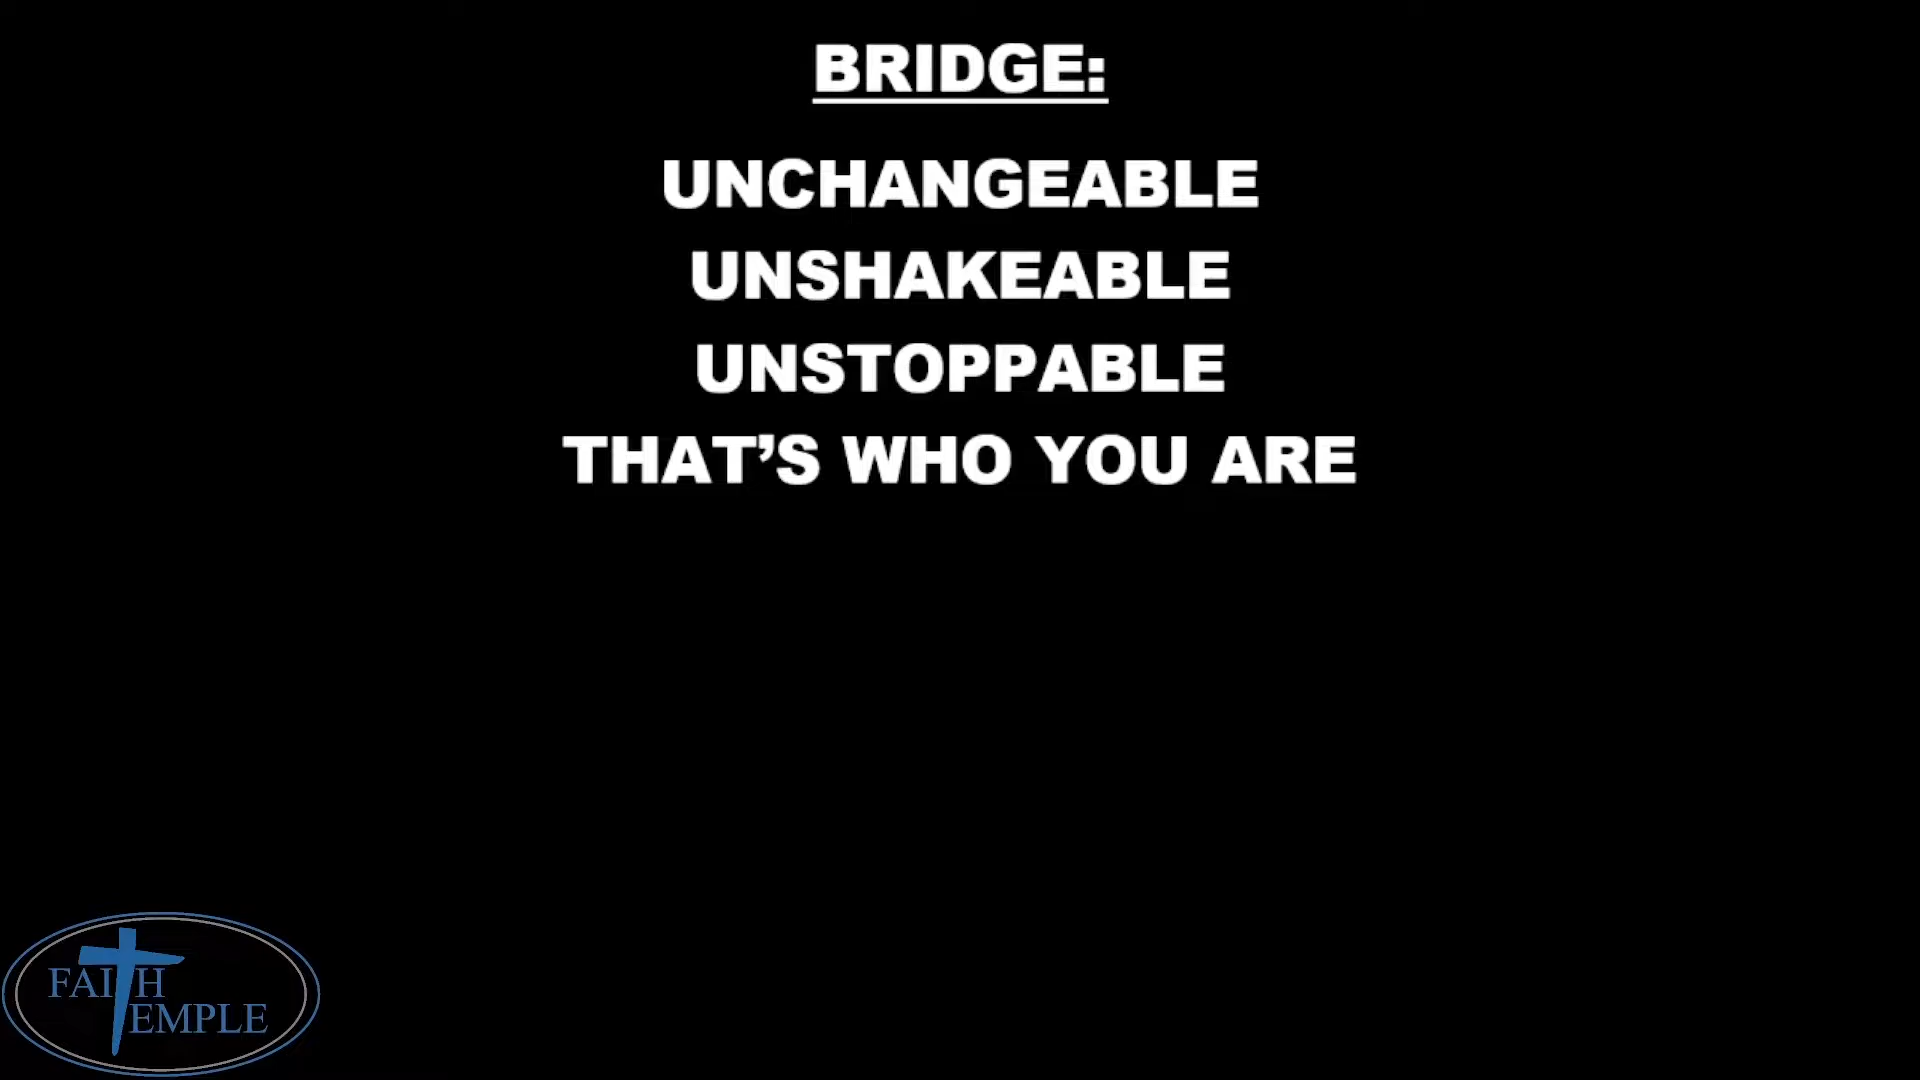 BRIDGE:
UNCHANGEABLE
UNSHAKEABLE
UNSTOPPABLE
THAT’S WHO YOU ARE
FAITH
TEMPLE